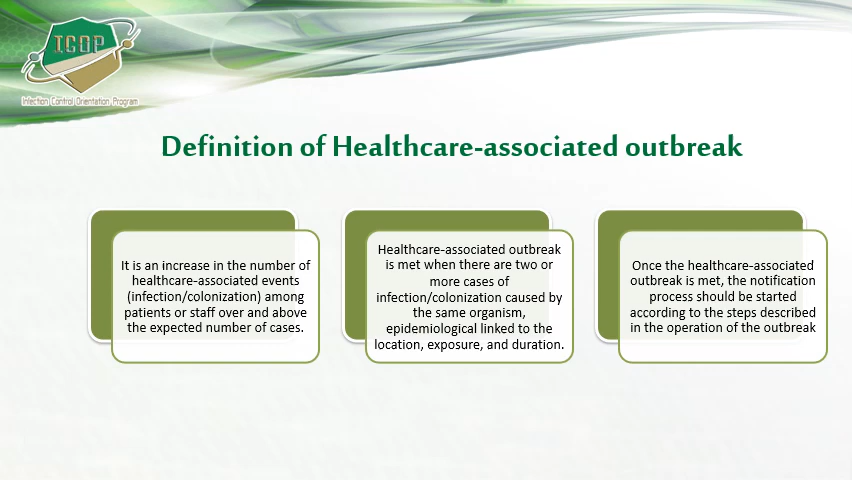 ICOP
Infection Control Orientation Program
Definition of Healthcare-associated outbreak
It is an increase in the number of
healthcare-associated events
(infection/colonization) among
patients or staff over and above
the expected number of cases.
Healthcare-associated outbreak
is met when there are two or
more cases of
infection/colonization caused by
the same organism,
epidemiological linked to the
location, exposure, and duration.
Once the healthcare-associated
outbreak is met, the notification
process should be started
according to the steps described
in the operation of the outbreak